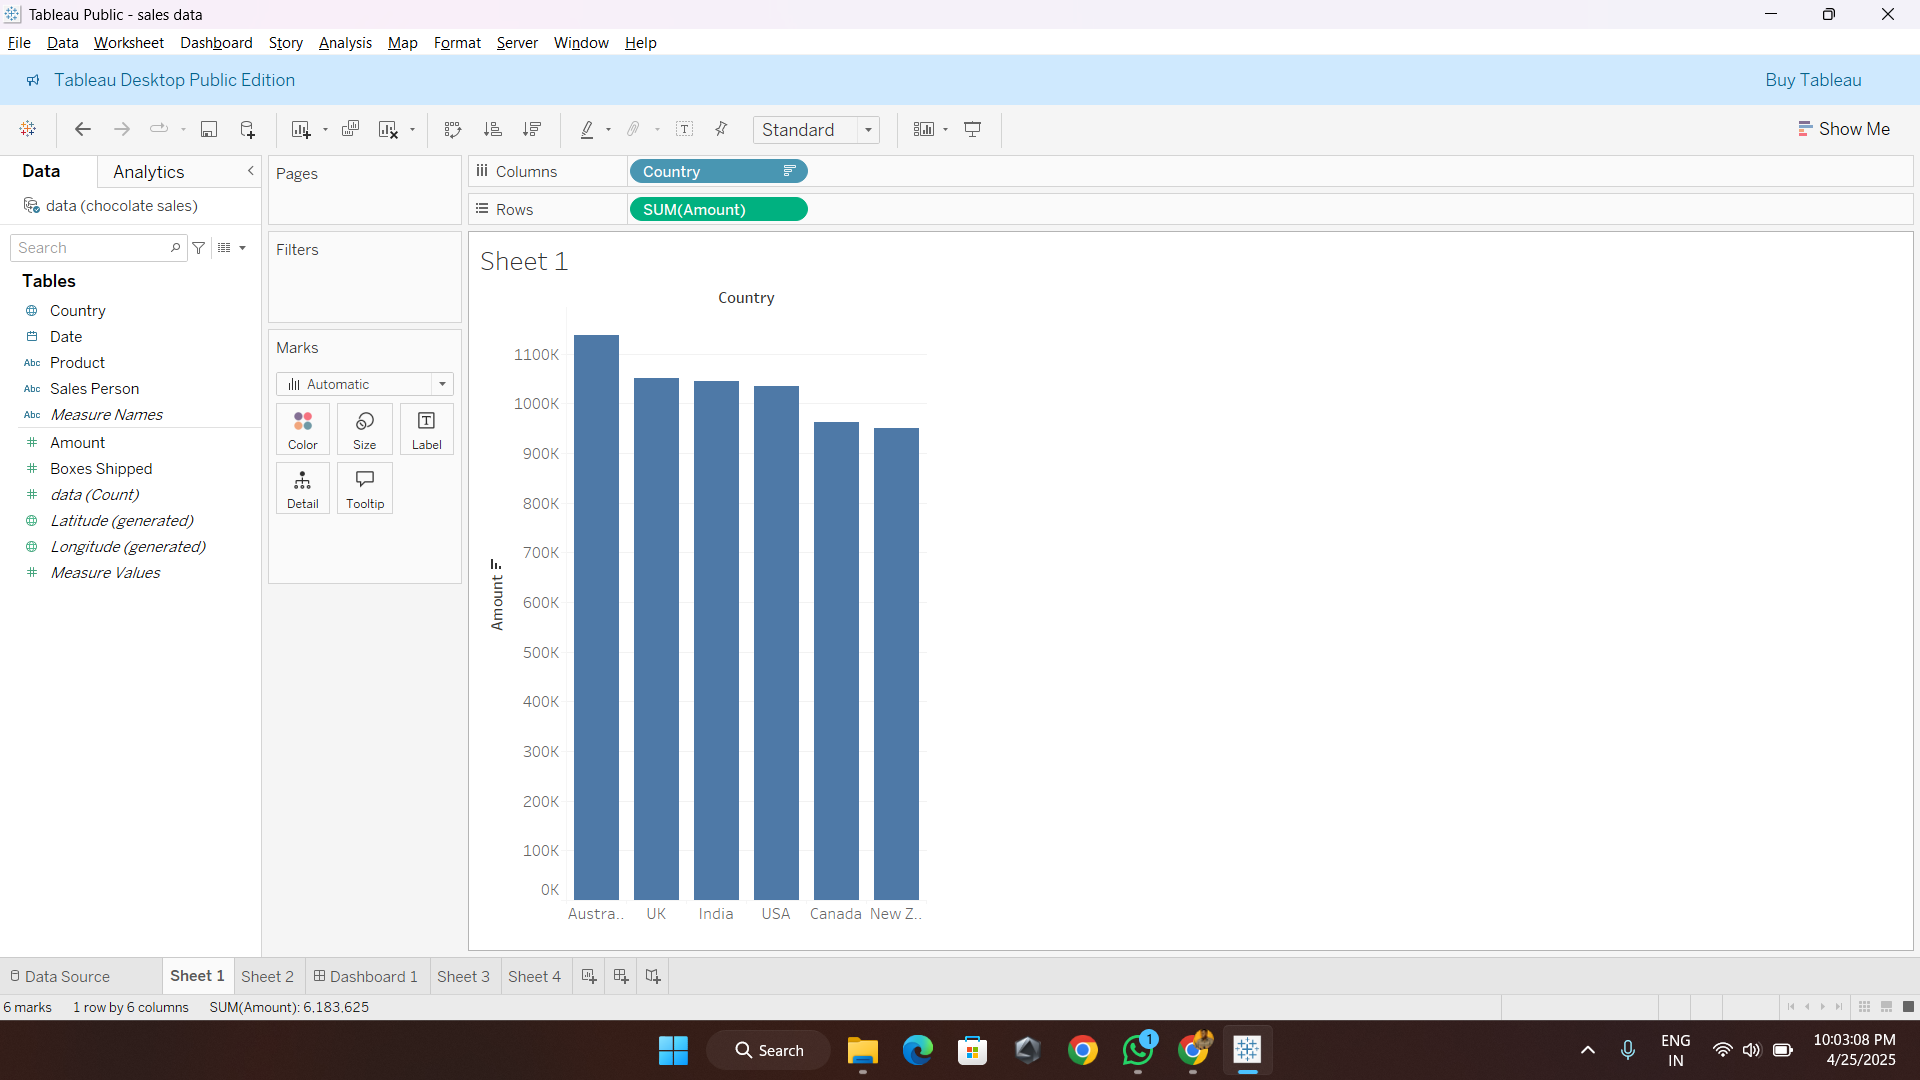 Tableau Public - sales data
File Data Worksheet Dashboard Story Analysis Map Format Server Window Help
Tableau Desktop Public Edition
Buy Tableau
Standard
Show Me
Data
Analytics
data (chocolate sales)
Search
Tables
Country
Date
Abc Product
Abc Sales Person
Abc Measure Names
# Amount
# Boxes Shipped
# data (Count)
Latitude (generated)
Longitude (generated)
# Measure Values
Pages
Filters
Marks
Automatic
Color Size Label
Detail Tooltip
Columns Country
Rows SUM(Amount)
Sheet 1
Country
Amount
1100K
1000K
900K
800K
700K
600K
500K
400K
300K
200K
100K
0K
Austra.. UK India USA Canada New Z..
Data Source Sheet 1 Sheet 2 Dashboard 1 Sheet 3 Sheet 4
6 marks 1 row by 6 columns SUM(Amount): 6,183,625
Search
1
ENG
IN
10:03:08 PM
4/25/2025